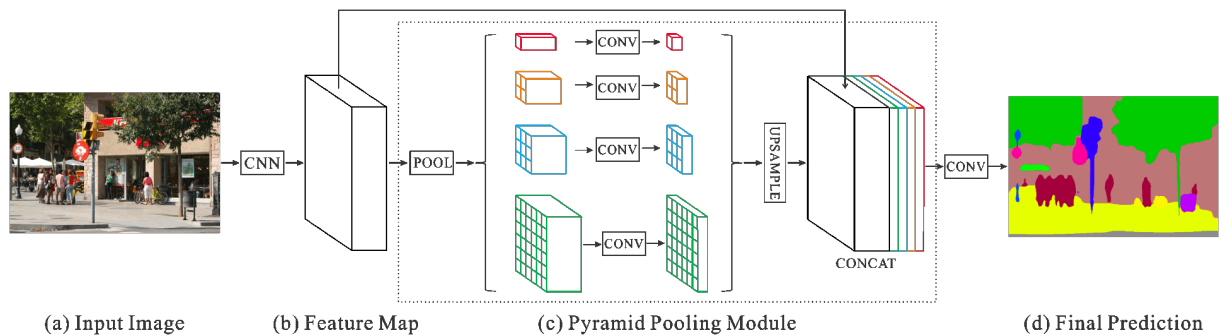 CNN
POOL
CONV
CONV
CONV
CONV
UPSAMPLE
CONCAT
CONV
(a) Input Image
(b) Feature Map
(c) Pyramid Pooling Module
(d) Final Prediction